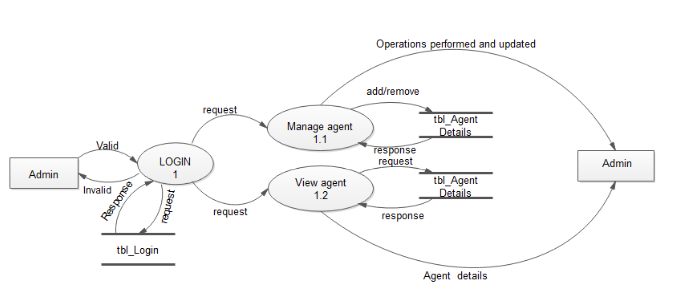 Operations performed and updated
add/remove
request
tbl_Agent
Details
Manage agent
1.1
response
Valid
LOGIN
1
Admin
Invalid
Response
request
request
tbl_Agent
Details
View agent
1.2
request
response
Admin
tbl_Login
Agent details